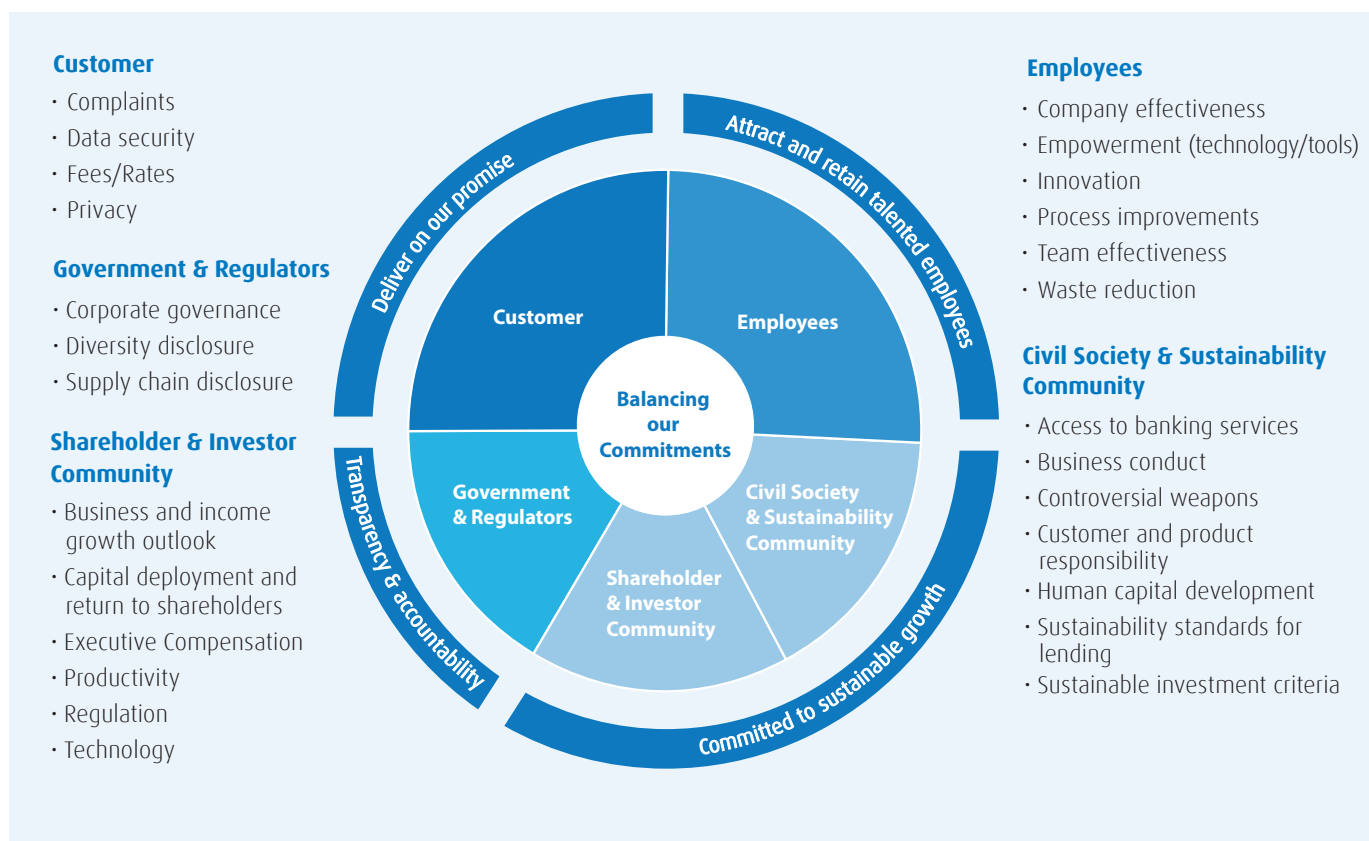 Customer
· Complaints
· Data security
· Fees/Rates
· Privacy
Government & Regulators
· Corporate governance
· Diversity disclosure
· Supply chain disclosure
Shareholder & Investor
Community
· Business and income
growth outlook
· Capital deployment and
return to shareholders
· Executive Compensation
· Productivity
· Regulation
· Technology
Deliver on our promise
Attract and retain talented employees
Transparency & accountability
Committed to sustainable growth
Customer
Employees
Balancing
our
Commitments
Government
& Regulators
Civil Society
& Sustainability
Community
Shareholder
& Investor
Community
Employees
· Company effectiveness
· Empowerment (technology/tools)
· Innovation
· Process improvements
· Team effectiveness
· Waste reduction
Civil Society & Sustainability
Community
· Access to banking services
· Business conduct
· Controversial weapons
· Customer and product
responsibility
· Human capital development
· Sustainability standards for
lending
· Sustainable investment criteria